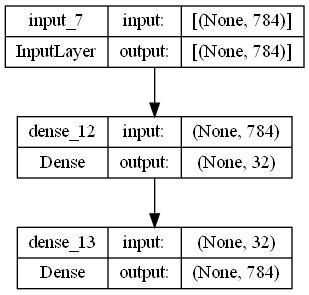 input_7 input: [(None, 784)]
InputLayer output: [(None, 784)]
dense_12 input: (None, 784)
Dense output: (None, 32)
dense_13 input: (None, 32)
Dense output: (None, 784)